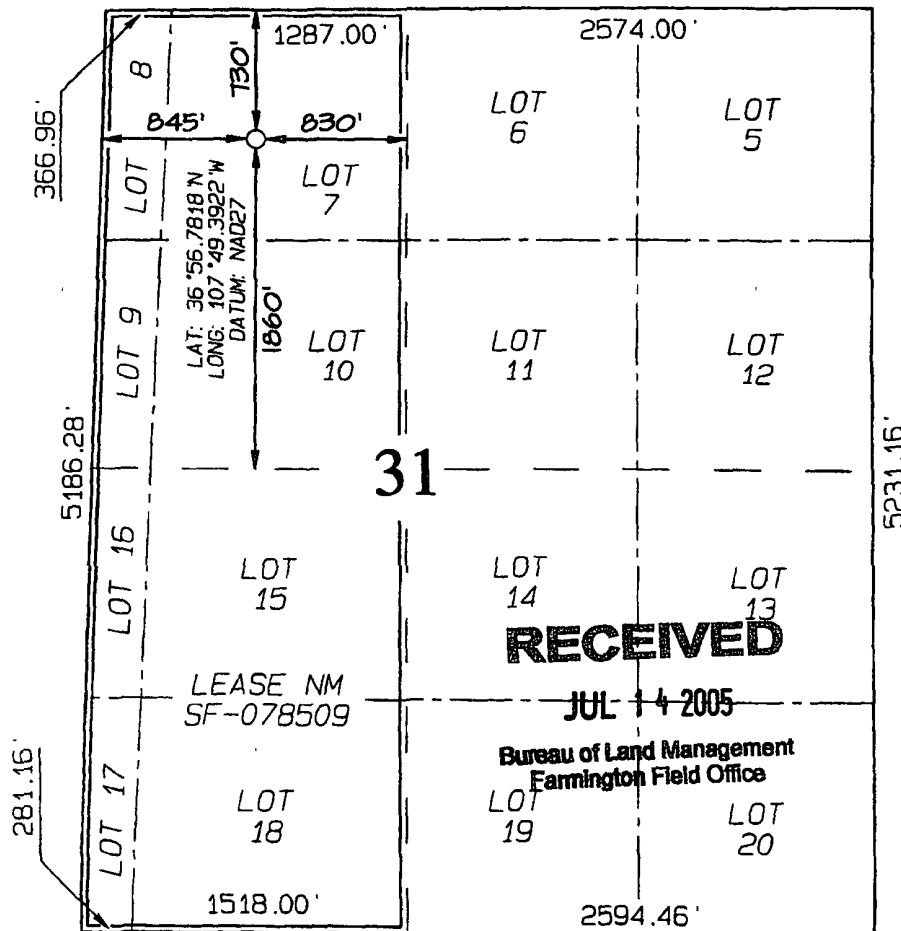 1287.00'
2574.00'
366.96'
730'
845'
830'
LOT 8
LOT
7
LOT
6
LOT
5
LAT: 36°56.7818'N
LONG: 107°49.3922'W
DATUM: NAD27
1860'
LOT 9
LOT
10
LOT
11
LOT
12
5186.28'
31
5231.16'
LOT 16
LOT
15
LOT
14
LOT
13
RECEIVED
JUL 14 2005
Bureau of Land Management
Farmington Field Office
LEASE NM
SF-078509
281.16'
LOT 17
LOT
18
LOT
19
LOT
20
1518.00'
2594.46'